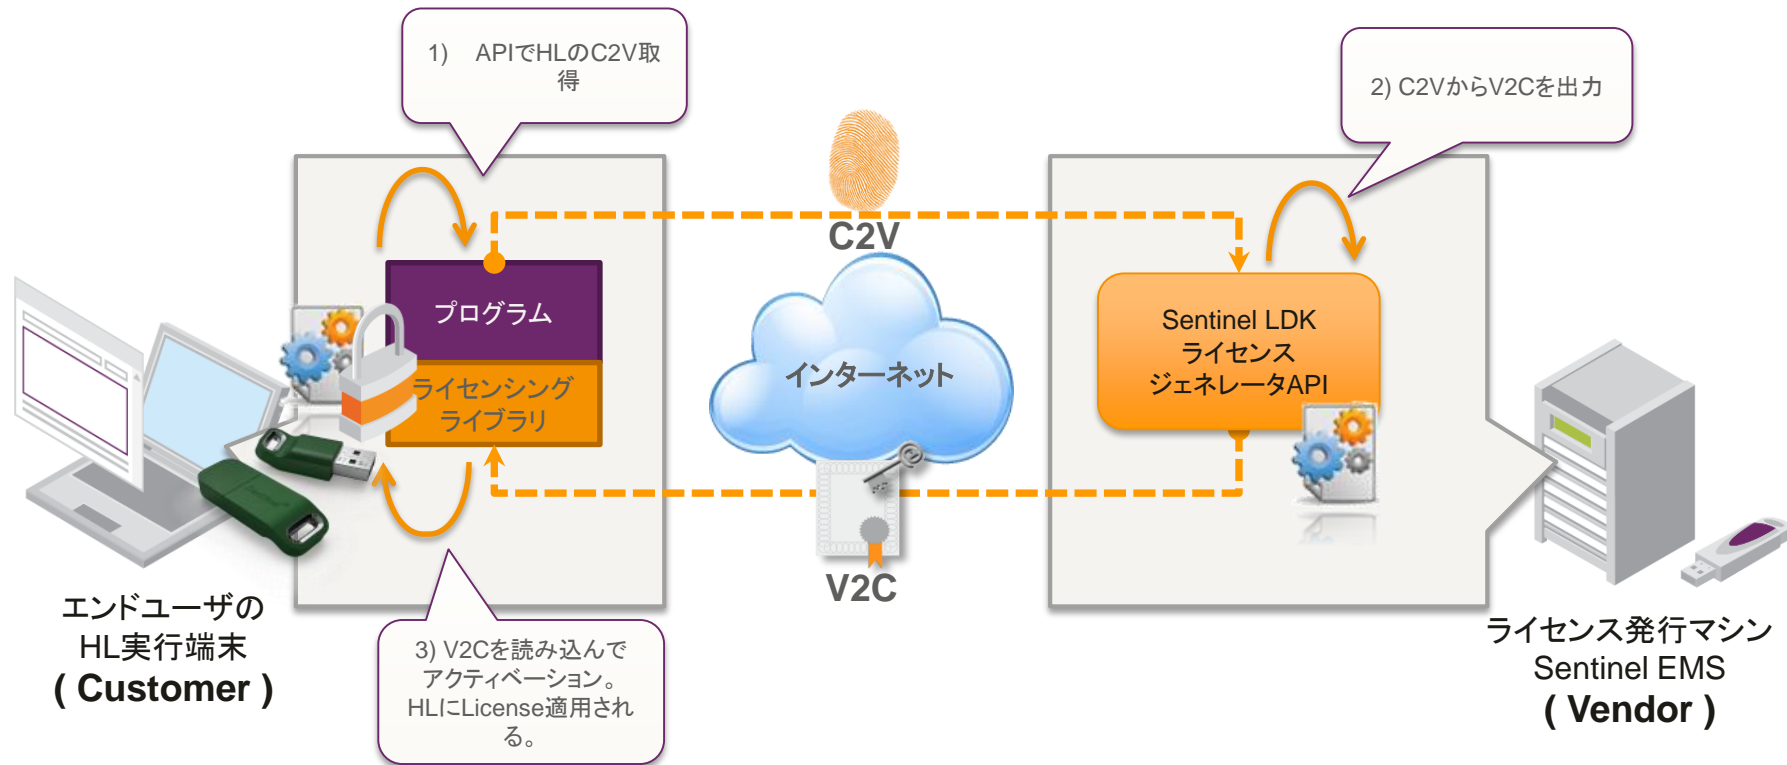 1) APIでHLのC2V取
得
2) C2VからV2Cを出力
C2V
プログラム
ライセンシング
ライブラリ
インターネット
Sentinel LDK
ライセンス
ジェネレータAPI
V2C
エンドユーザの
HL実行端末
( Customer )
3) V2Cを読み込んで
アクティベーション。
HLにLicense適用され
る。
ライセンス発行マシン
Sentinel EMS
( Vendor )